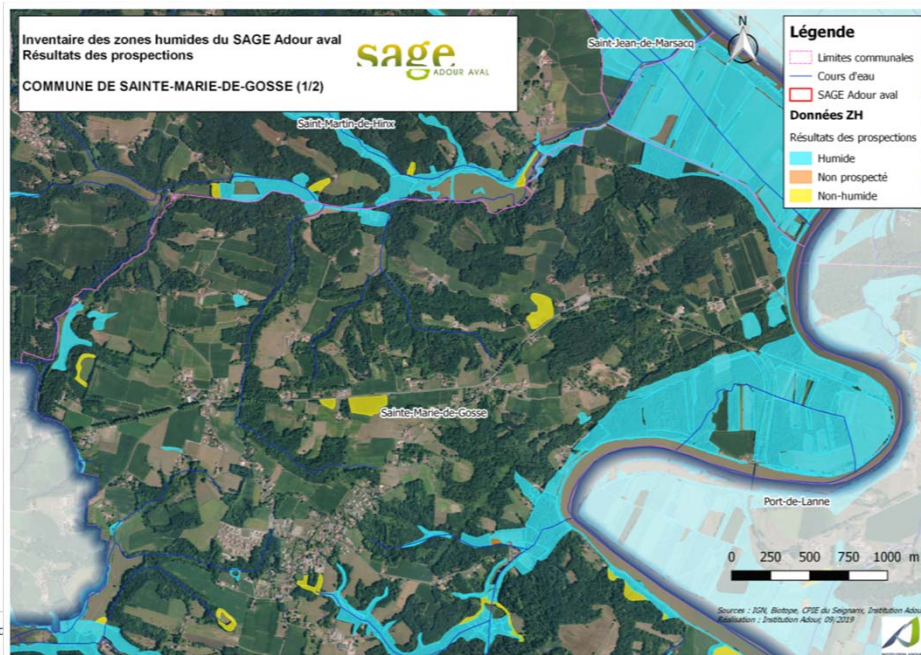 Inventaire des zones humides du SAGE Adour aval
Résultats des prospections
COMMUNE DE SAINTE-MARIE-DE-GOSSE (1/2)
sage
ADOUR AVAL
Saint-Jean-de-Marsacq
N
Légende
Limites communales
Cours d'eau
SAGE Adour aval
Données ZH
Résultats des prospections
Humide
Non prospecté
Non-humide
Saint-Martin-de-Hinx
Sainte-Marie-de-Gosse
Port-de-Lanne
0 250 500 750 1000 m
Sources : IGN, Biotope, CPIE du Seignanx, Institution Adour
Réalisation : Institution Adour, 09/2019